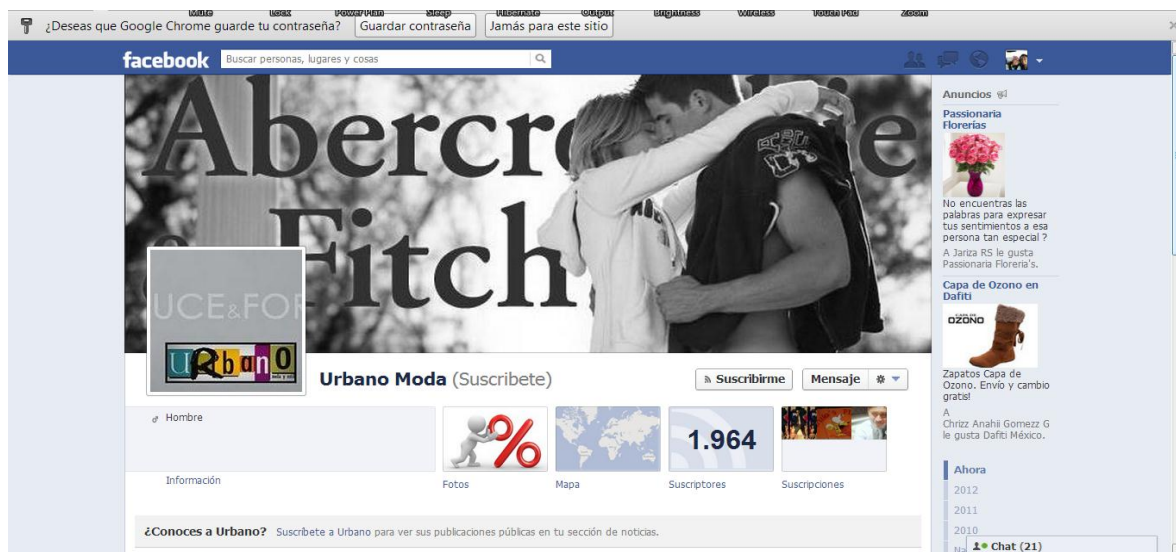 Mute Lock Power Plan Sleep Hibernate Output Brightness Wireless Touch Pad Zoom
¿Deseas que Google Chrome guarde tu contraseña? Guardar contraseña Jamás para este sitio
facebook Buscar personas, lugares y cosas
Abercro
Fitch
UCE&FOR
URbanO
Urbano Moda (Suscribete)
Suscribirme Mensaje
Hombre
Información
%
Fotos
Mapa
1.964
Suscriptores
Suscripciones
¿Conoces a Urbano? Suscríbete a Urbano para ver sus publicaciones públicas en tu sección de noticias.
Anuncios
Passionaria
Florerías
No encuentras las
palabras para expresar
tus sentimientos a esa
persona tan especial ?
A Jariza RS le gusta
Passionaria Floreria's.
Capa de Ozono en
Dafiti
OZONO
Zapatos Capa de
Ozono. Envío y cambio
gratis!
A
Chrizz Anahii Gomezz G
le gusta Dafiti México.
Ahora
2012
2011
2010
Chat (21)